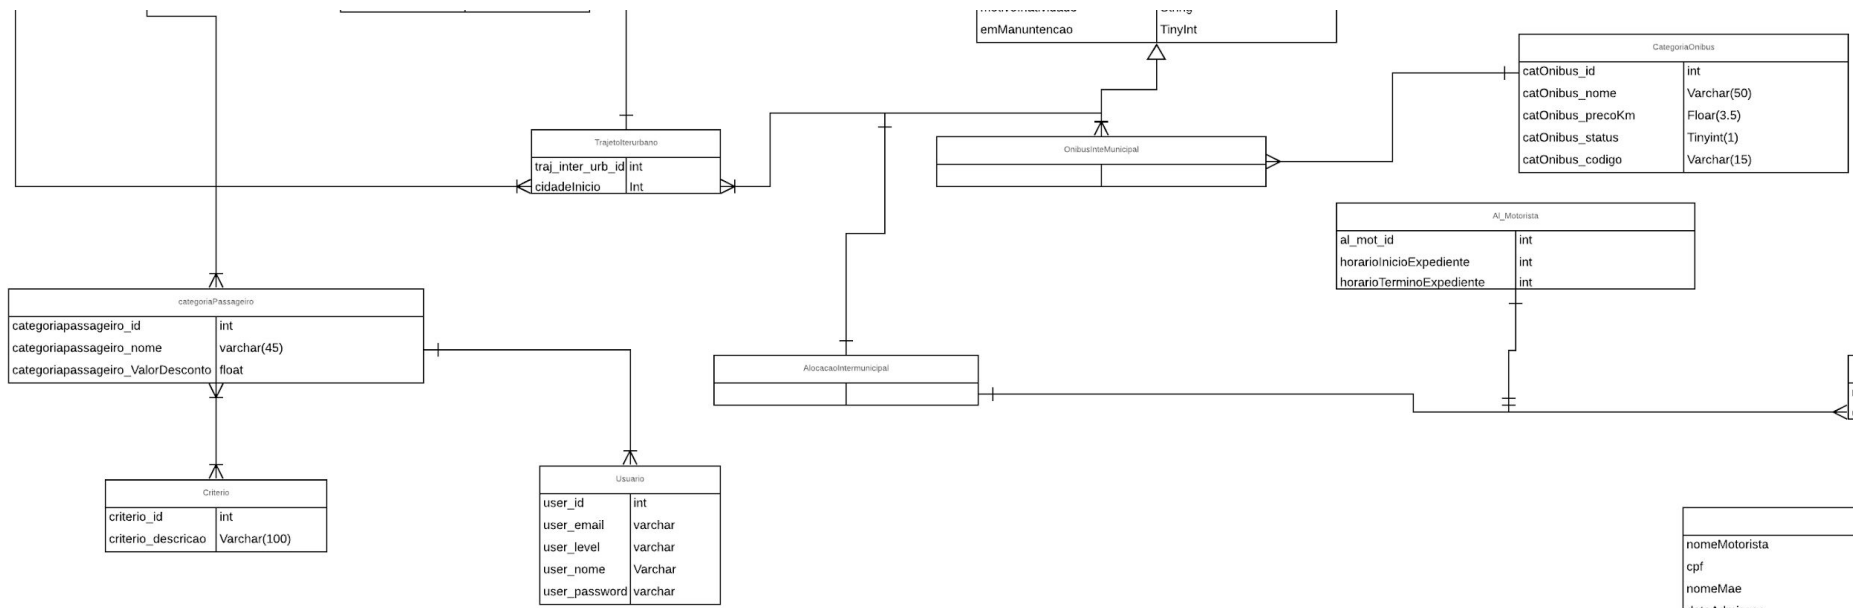 motivoInatividade String
emManuntencao TinyInt
CategoriaOnibus
catOnibus_id int
catOnibus_nome Varchar(50)
catOnibus_precoKm Floar(3.5)
catOnibus_status Tinyint(1)
catOnibus_codigo Varchar(15)
TrajetoIterurbano
traj_inter_urb_id int
cidadeInicio Int
OnibusInteMunicipal
Al_Motorista
al_mot_id int
horarioInicioExpediente int
horarioTerminoExpediente int
categoriaPassageiro
categoriapassageiro_id int
categoriapassageiro_nome varchar(45)
categoriapassageiro_ValorDesconto float
AlocacaoIntermunicipal
Criterio
criterio_id int
criterio_descricao Varchar(100)
Usuario
user_id int
user_email varchar
user_level varchar
user_nome Varchar
user_password varchar
nomeMotorista
cpf
nomeMae